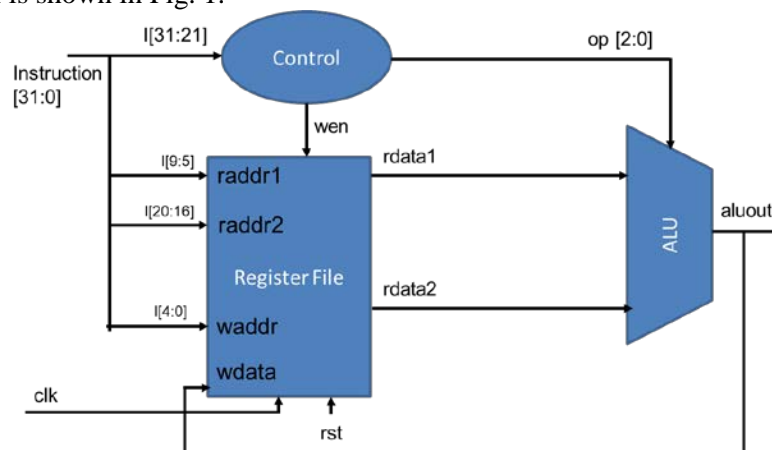 is shown in Fig. 1.
I[31:21]
Control
op [2:0]
Instruction
[31:0]
wen
I[9:5]
raddr1
rdata1
I[20:16]
raddr2
aluout
ALU
Register File
rdata2
I[4:0]
waddr
wdata
clk
rst